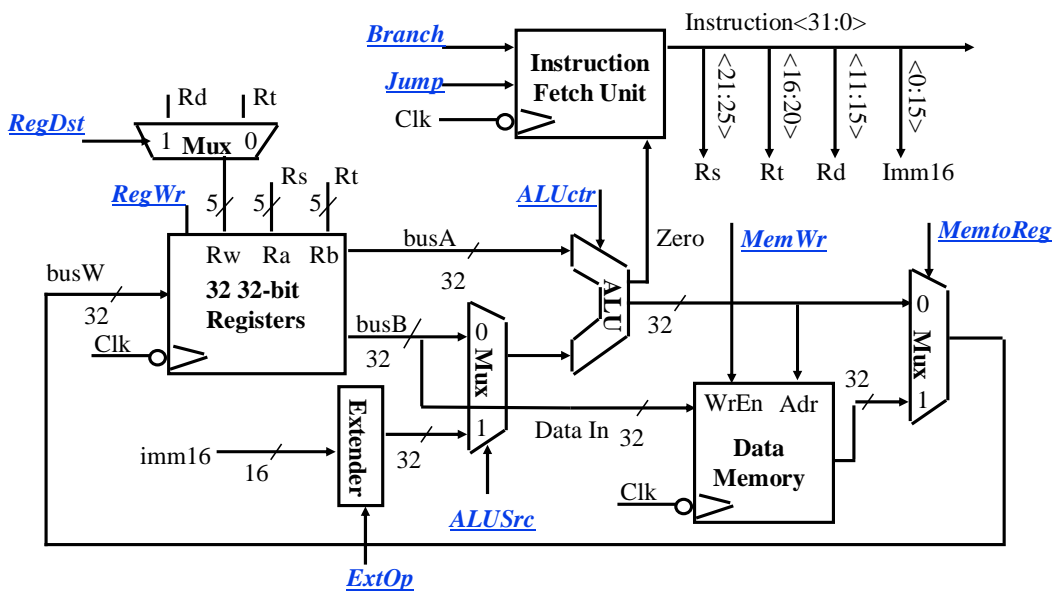 Instruction<31:0>
Branch
Instruction
Fetch Unit
Jump
Clk
<21:25>
<16:20>
<11:15>
<0:15>
Rs
Rt
Rd
Imm16
Rd
Rt
RegDst
1
Mux
0
RegWr
5
5
Rs
5
Rt
ALUctr
busA
32
Zero
MemWr
MemtoReg
Rw
Ra
Rb
busW
32
32 32-bit
Registers
Clk
busB
32
0
Mux
1
ALU
32
0
Mux
1
32
WrEn
Adr
Data In
32
Data
Memory
Clk
imm16
16
Extender
32
ALUSrc
ExtOp